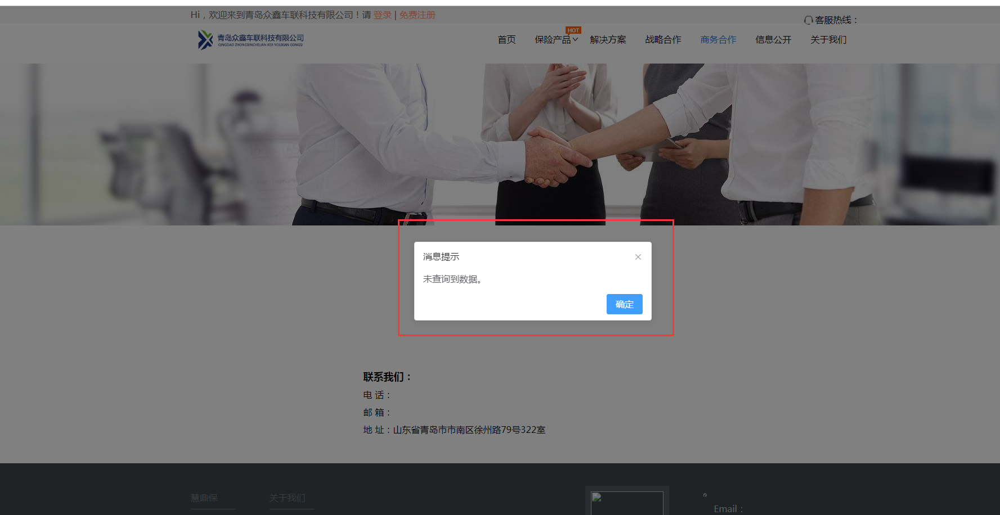 Hi，欢迎来到青岛众鑫车联科技有限公司！请 登录 | 免费注册
客服热线：
青岛众鑫车联科技有限公司
QINGDAO ZHONGXINCHELIAN KEJI YOUXIAN GONGSI
HOT
首页 保险产品 解决方案 战略合作 商务合作 信息公开 关于我们
消息提示
未查询到数据。
确定
联系我们：
电 话：
邮 箱：
地 址：山东省青岛市市南区徐州路79号322室
慧鼎保 关于我们
Email：